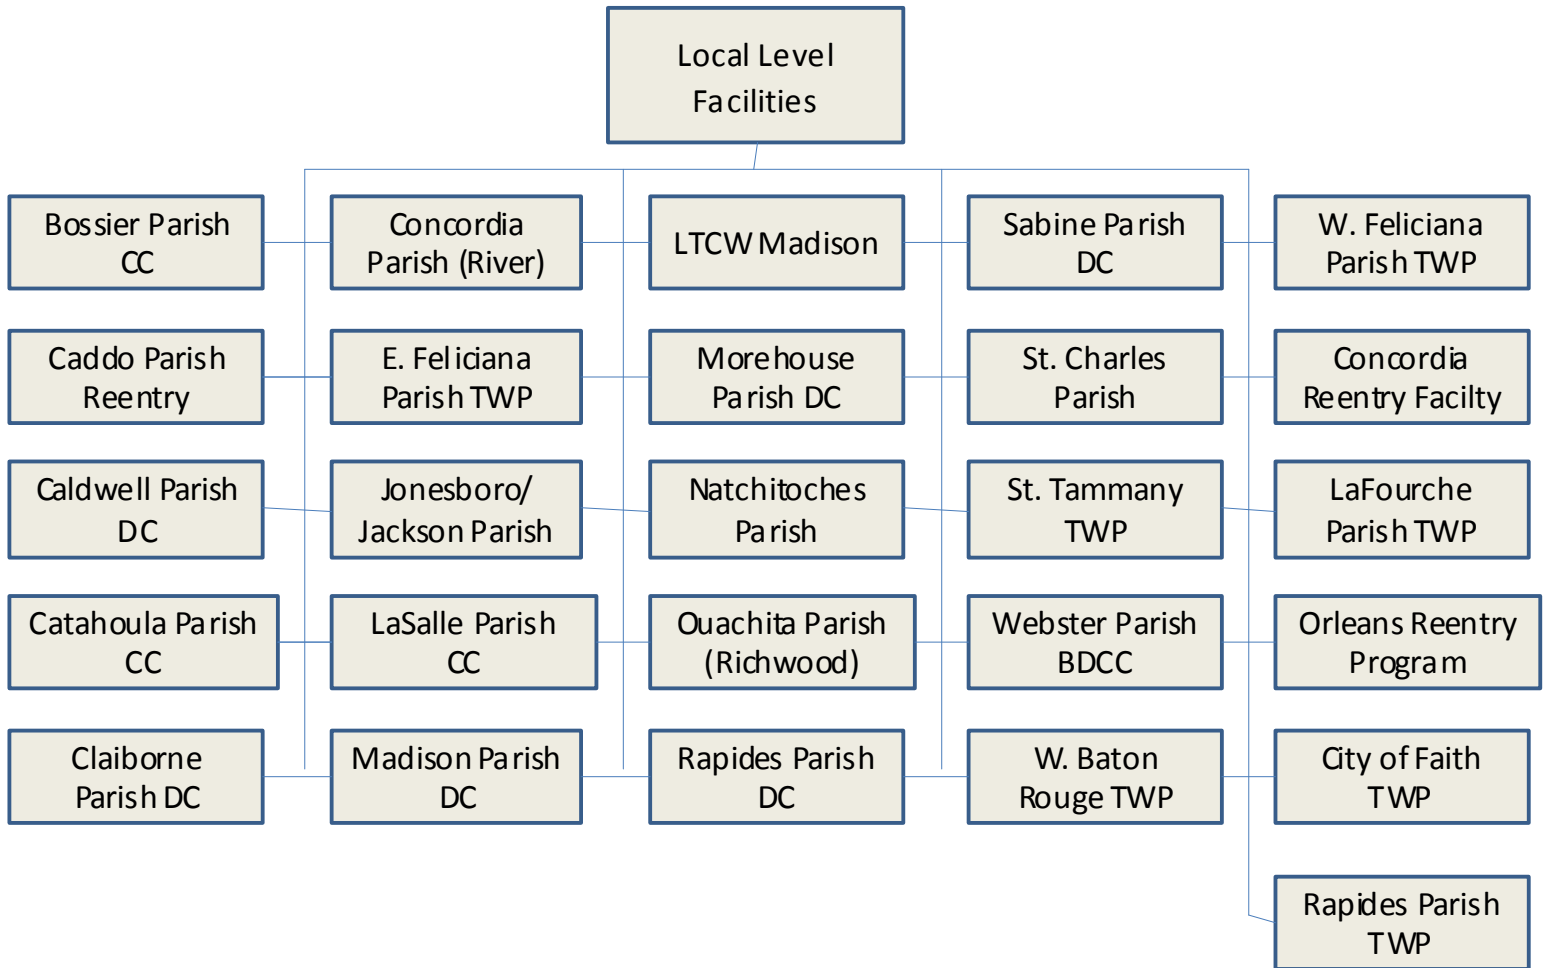 Local Level
Facilities
Bossier Parish
CC
Concordia
Parish (River)
LTCW Madison
Sabine Parish
DC
W. Feliciana
Parish TWP
Caddo Parish
Reentry
E. Feliciana
Parish TWP
Morehouse
Parish DC
St. Charles
Parish
Concordia
Reentry Facilty
Caldwell Parish
DC
Jonesboro/
Jackson Parish
Natchitoches
Parish
St. Tammany
TWP
LaFourche
Parish TWP
Catahoula Parish
CC
LaSalle Parish
CC
Ouachita Parish
(Richwood)
Webster Parish
BDCC
Orleans Reentry
Program
Claiborne
Parish DC
Madison Parish
DC
Rapides Parish
DC
W. Baton
Rouge TWP
City of Faith
TWP
Rapides Parish
TWP